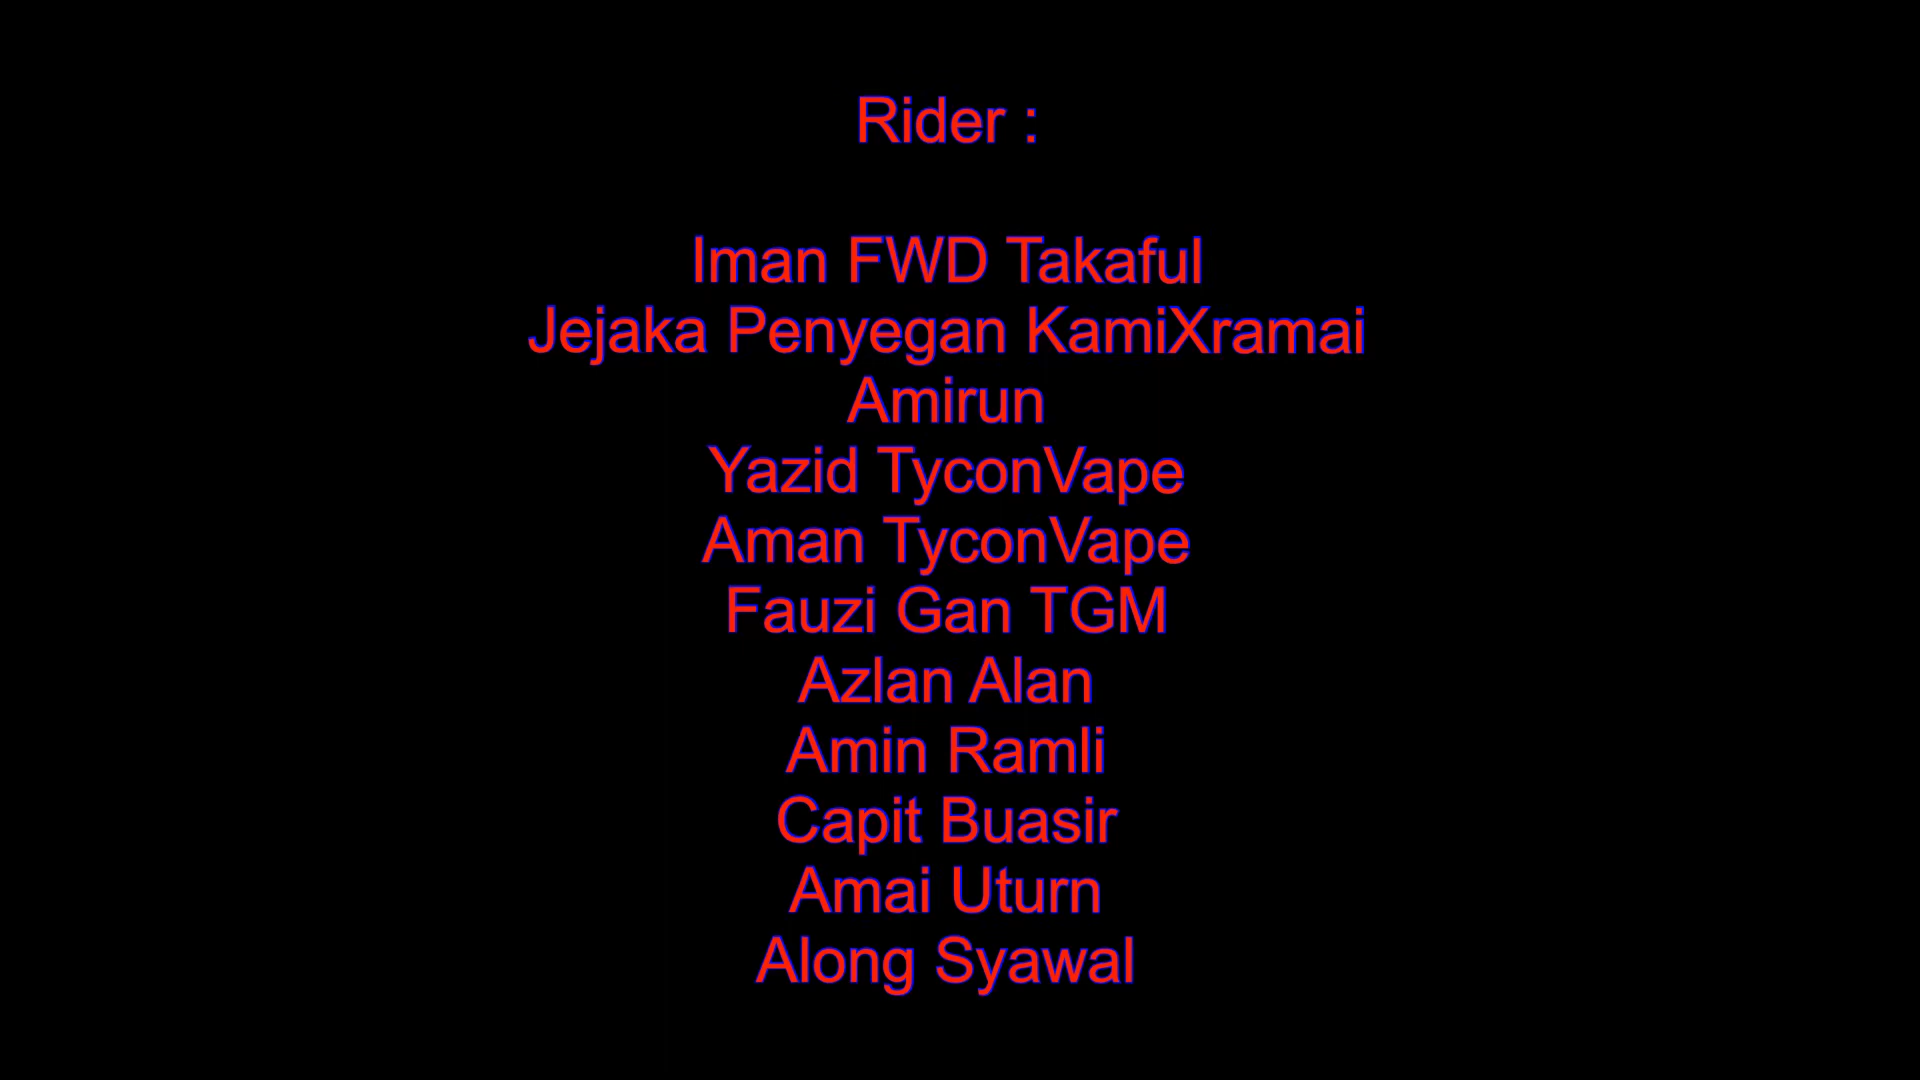 Rider :
Iman FWD Takaful
Jejaka Penyegan KamiXramai
Amirun
Yazid TyconVape
Aman TyconVape
Fauzi Gan TGM
Azlan Alan
Amin Ramli
Capit Buasir
Amai Uturn
Along Syawal